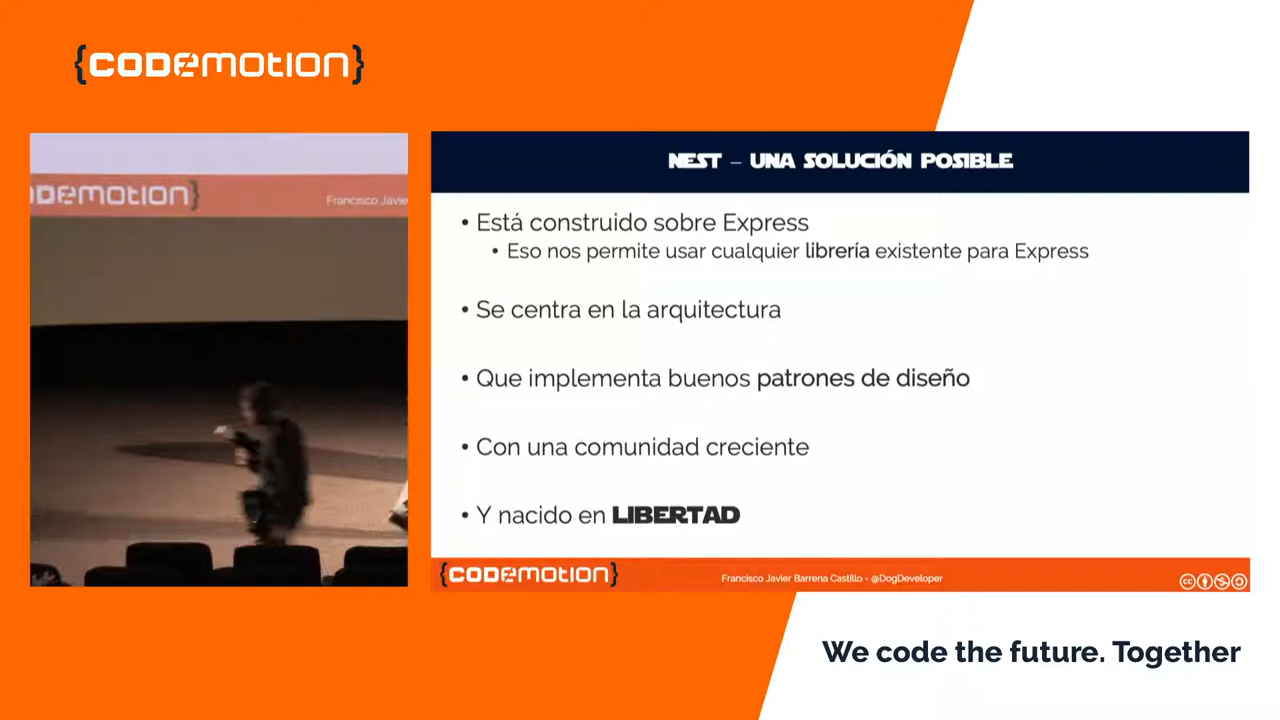 {CODEMOTION}
DEMOTION}
Francisco Javie
NEST – UNA SOLUCIÓN POSIBLE
• Está construido sobre Express
• Eso nos permite usar cualquier librería existente para Express
• Se centra en la arquitectura
• Que implementa buenos patrones de diseño
• Con una comunidad creciente
• Y nacido en LIBERTAD
{CODEMOTION}
Francisco Javier Barrena Castillo - @DogDeveloper
cc
We code the future. Together